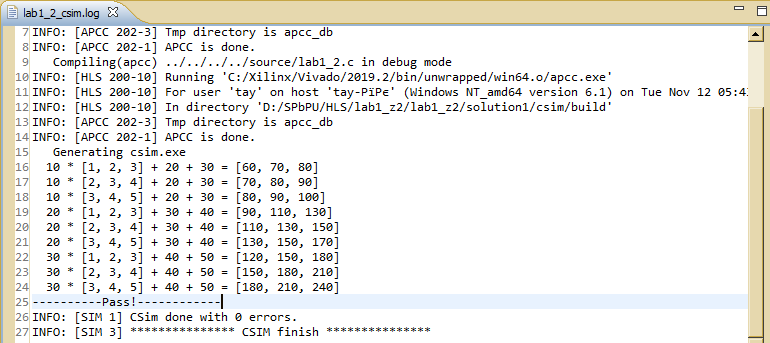 lab1_2_csim.log
7 INFO: [APCC 202-3] Tmp directory is apcc_db
8 INFO: [APCC 202-1] APCC is done.
9 Compiling(apcc) ../../../../source/lab1_2.c in debug mode
10 INFO: [HLS 200-10] Running 'C:/Xilinx/Vivado/2019.2/bin/unwrapped/win64.o/apcc.exe'
11 INFO: [HLS 200-10] For user 'tay' on host 'tay-РїРє' (Windows NT_amd64 version 6.1) on Tue Nov 12 05:4
12 INFO: [HLS 200-10] In directory 'D:/SPbPU/HLS/lab1_z2/lab1_z2/solution1/csim/build'
13 INFO: [APCC 202-3] Tmp directory is apcc_db
14 INFO: [APCC 202-1] APCC is done.
15 Generating csim.exe
16 10 * [1, 2, 3] + 20 + 30 = [60, 70, 80]
17 10 * [2, 3, 4] + 20 + 30 = [70, 80, 90]
18 10 * [3, 4, 5] + 20 + 30 = [80, 90, 100]
19 20 * [1, 2, 3] + 30 + 40 = [90, 110, 130]
20 20 * [2, 3, 4] + 30 + 40 = [110, 130, 150]
21 20 * [3, 4, 5] + 30 + 40 = [130, 150, 170]
22 30 * [1, 2, 3] + 40 + 50 = [120, 150, 180]
23 30 * [2, 3, 4] + 40 + 50 = [150, 180, 210]
24 30 * [3, 4, 5] + 40 + 50 = [180, 210, 240]
25 ----------Pass!------------
26 INFO: [SIM 1] CSim done with 0 errors.
27 INFO: [SIM 3] *************** CSIM finish ***************